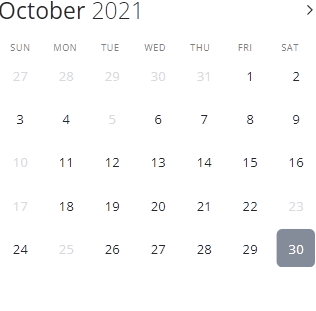 October 2021
SUN MON TUE WED THU FRI SAT
27 28 29 30 31 1 2
3 4 5 6 7 8 9
10 11 12 13 14 15 16
17 18 19 20 21 22 23
24 25 26 27 28 29 30